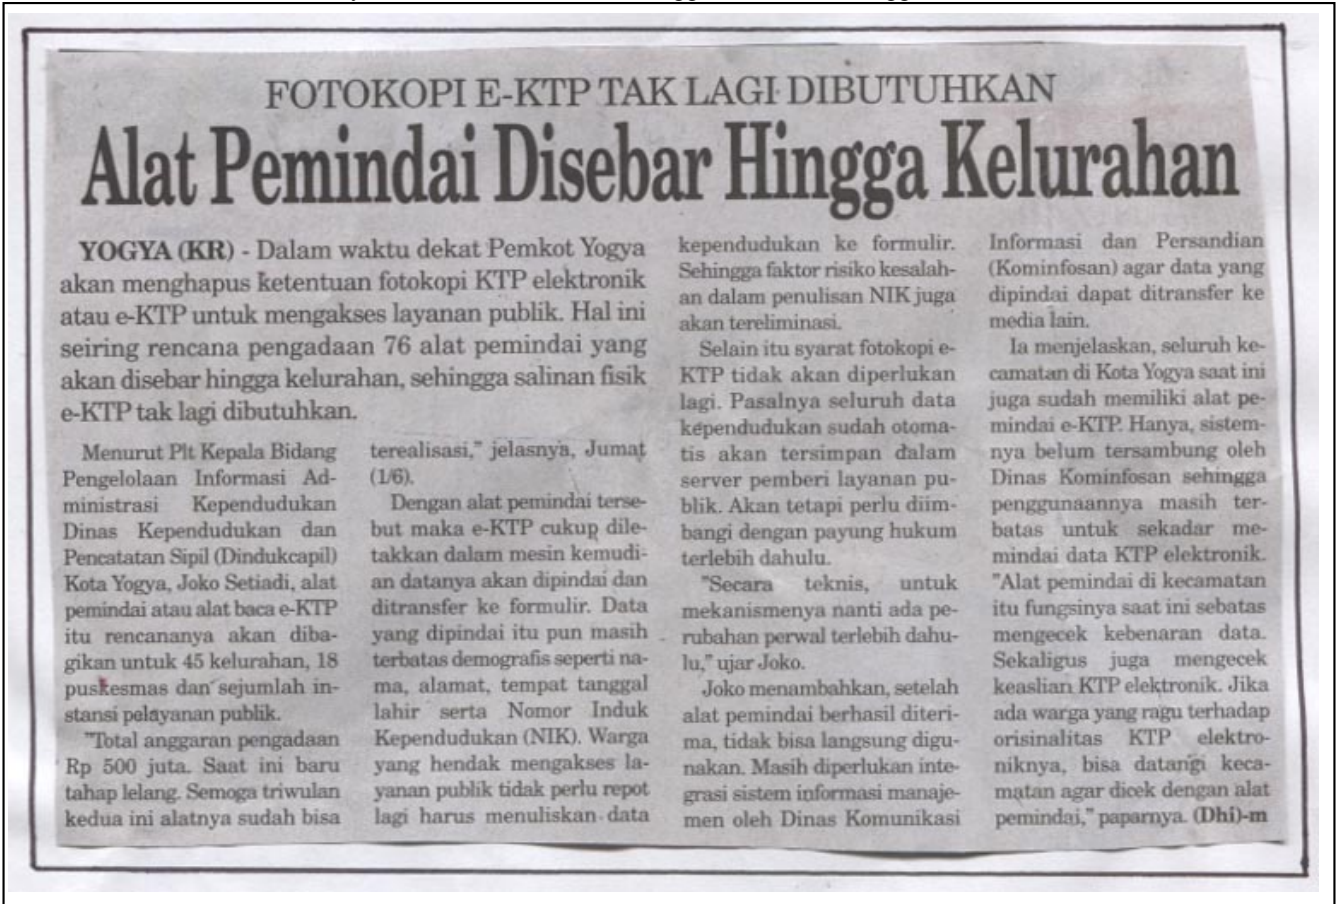 FOTOKOPI E-KTP TAK LAGI DIBUTUHKAN
Alat Pemindai Disebar Hingga Kelurahan
YOGYA (KR) - Dalam waktu dekat Pemkot Yogya
akan menghapus ketentuan fotokopi KTP elektronik
atau e-KTP untuk mengakses layanan publik. Hal ini
seiring rencana pengadaan 76 alat pemindai yang
akan disebar hingga kelurahan, sehingga salinan fisik
e-KTP tak lagi dibutuhkan.
Menurut Plt Kepala Bidang
Pengelolaan Informasi Ad-
ministrasi Kependudukan
Dinas Kependudukan dan
Pencatatan Sipil (Dindukcapil)
Kota Yogya, Joko Setiadi, alat
pemindai atau alat baca e-KTP
itu rencananya akan diba-
gikan untuk 45 kelurahan, 18
puskesmas dan sejumlah in-
stansi pelayanan publik.
"Total anggaran pengadaan
Rp 500 juta. Saat ini baru
tahap lelang. Semoga triwulan
kedua ini alatnya sudah bisa
terealisasi," jelasnya, Jumat
(1/6).
Dengan alat pemindai terse-
but maka e-KTP cukup dile-
takkan dalam mesin kemudi-
an datanya akan dipindai dan
ditransfer ke formulir. Data
yang dipindai itu pun masih
terbatas demografis seperti na-
ma, alamat, tempat tanggal
lahir serta Nomor Induk
Kependudukan (NIK). Warga
yang hendak mengakses la-
yanan publik tidak perlu repot
lagi harus menuliskan data
kependudukan ke formulir.
Sehingga faktor risiko kesalah-
an dalam penulisan NIK juga
akan tereliminasi.
Selain itu syarat fotokopi e-
KTP tidak akan diperlukan
lagi. Pasalnya seluruh data
kependudukan sudah otoma-
tis akan tersimpan dalam
server pemberi layanan pu-
blik. Akan tetapi perlu diim-
bangi dengan payung hukum
terlebih dahulu.
"Secara teknis, untuk
mekanismenya nanti ada pe-
rubahan perwal terlebih dahu-
lu," ujar Joko.
Joko menambahkan, setelah
alat pemindai berhasil diteri-
ma, tidak bisa langsung digu-
nakan. Masih diperlukan inte-
grasi sistem informasi manaje-
men oleh Dinas Komunikasi
Informasi dan Persandian
(Kominfosan) agar data yang
dipindai dapat ditransfer ke
media lain.
Ia menjelaskan, seluruh ke-
camatan di Kota Yogya saat ini
juga sudah memiliki alat pe-
mindai e-KTP. Hanya, sistem-
nya belum tersambung oleh
Dinas Kominfosan sehingga
penggunaannya masih ter-
batas untuk sekadar me-
mindai data KTP elektronik.
"Alat pemindai di kecamatan
itu fungsinya saat ini sebatas
mengecek kebenaran data.
Sekaligus juga mengecek
keaslian KTP elektronik. Jika
ada warga yang ragu terhadap
orisinalitas KTP elektro-
niknya, bisa datangi keca-
matan agar dicek dengan alat
pemindai," paparnya. (Dhi)-m